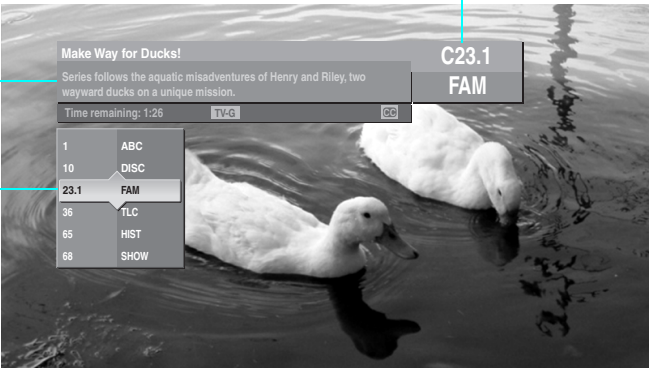 Make Way for Ducks!
C23.1
FAM
Series follows the aquatic misadventures of Henry and Riley, two
wayward ducks on a unique mission.
Time remaining: 1:26 TV-G CC
1 ABC
10 DISC
23.1 FAM
36 TLC
65 HIST
68 SHOW